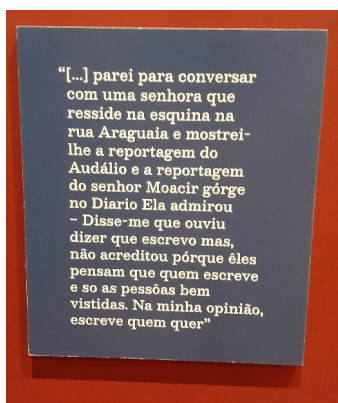 “[...] parei para conversar
com uma senhora que
resside na esquina na
rua Araguaia e mostrei-
lhe a reportagem do
Audálio e a reportagem
do senhor Moacir górge
no Diario Ela admirou
– Disse-me que ouviu
dizer que escrevo mas,
não acreditou pórque êles
pensam que quem escreve
e so as pessôas bem
vistidas. Na minha opinião,
escreve quem quer”